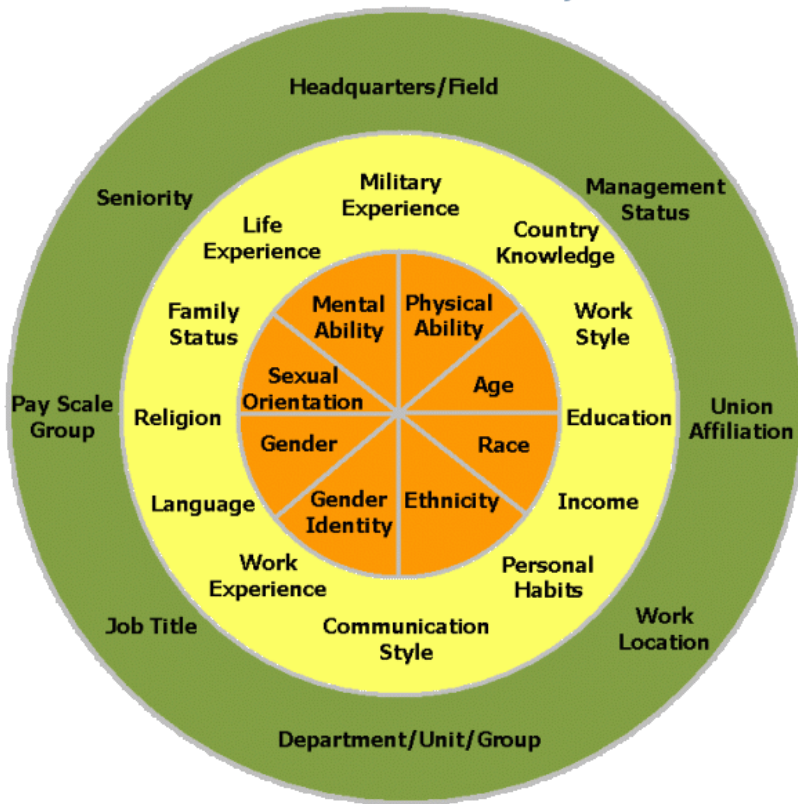 Headquarters/Field
Seniority
Management
Status
Military
Experience
Life
Experience
Country
Knowledge
Family
Status
Mental
Ability
Physical
Ability
Work
Style
Sexual
Orientation
Age
Pay Scale
Group
Religion
Education
Union
Affiliation
Gender
Race
Language
Gender
Identity
Ethnicity
Income
Work
Experience
Personal
Habits
Job Title
Communication
Style
Work
Location
Department/Unit/Group